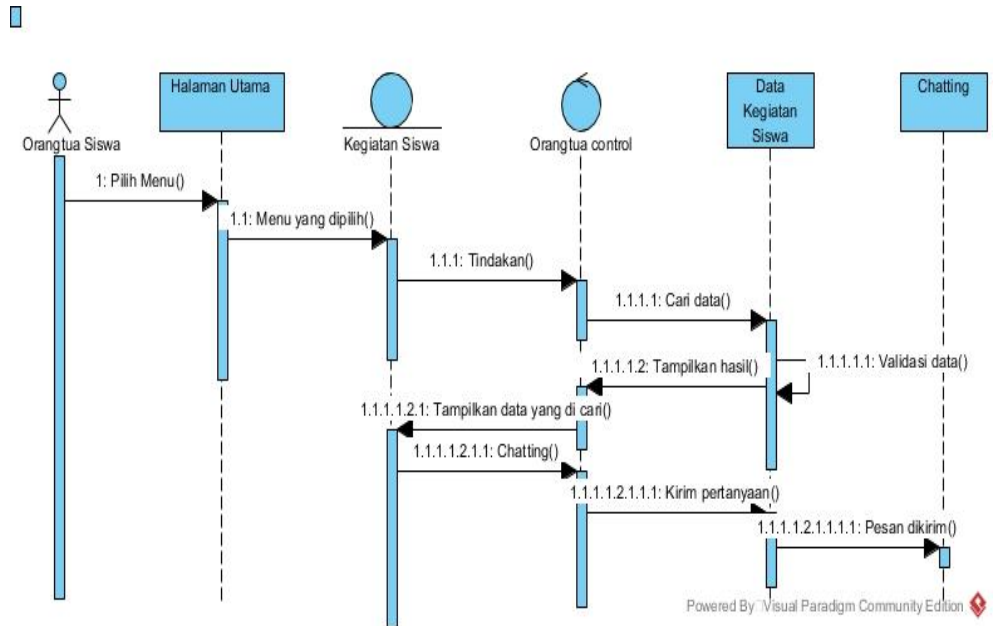 Halaman Utama
Data
Kegiatan
Siswa
Chatting
Orangtua Siswa
Kegiatan Siswa
Orangtua control
1: Pilih Menu()
1.1: Menu yang dipilih()
1.1.1: Tindakan()
1.1.1.1: Cari data()
1.1.1.1.1: Validasi data()
1.1.1.1.2: Tampilkan hasil()
1.1.1.1.2.1: Tampilkan data yang di cari()
1.1.1.1.2.1.1: Chatting()
1.1.1.1.2.1.1.1: Kirim pertanyaan()
1.1.1.1.2.1.1.1.1: Pesan dikirim()
Powered By Visual Paradigm Community Edition